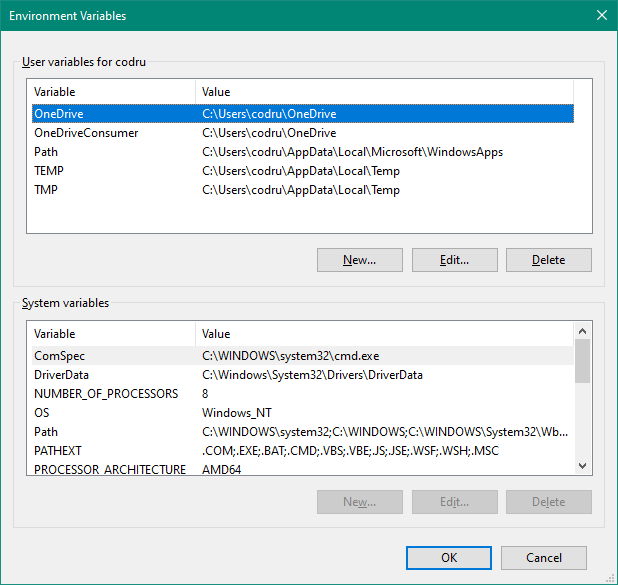 Environment Variables
User variables for codru
Variable Value
OneDrive C:\Users\codru\OneDrive
OneDriveConsumer C:\Users\codru\OneDrive
Path C:\Users\codru\AppData\Local\Microsoft\WindowsApps
TEMP C:\Users\codru\AppData\Local\Temp
TMP C:\Users\codru\AppData\Local\Temp
New... Edit... Delete
System variables
Variable Value
ComSpec C:\WINDOWS\system32\cmd.exe
DriverData C:\Windows\System32\Drivers\DriverData
NUMBER_OF_PROCESSORS 8
OS Windows_NT
Path C:\WINDOWS\system32;C:\WINDOWS;C:\WINDOWS\System32\Wb...
PATHEXT .COM;.EXE;.BAT;.CMD;.VBS;.VBE;.JS;.JSE;.WSF;.WSH;.MSC
PROCESSOR_ARCHITECTURE AMD64
New... Edit... Delete
OK Cancel